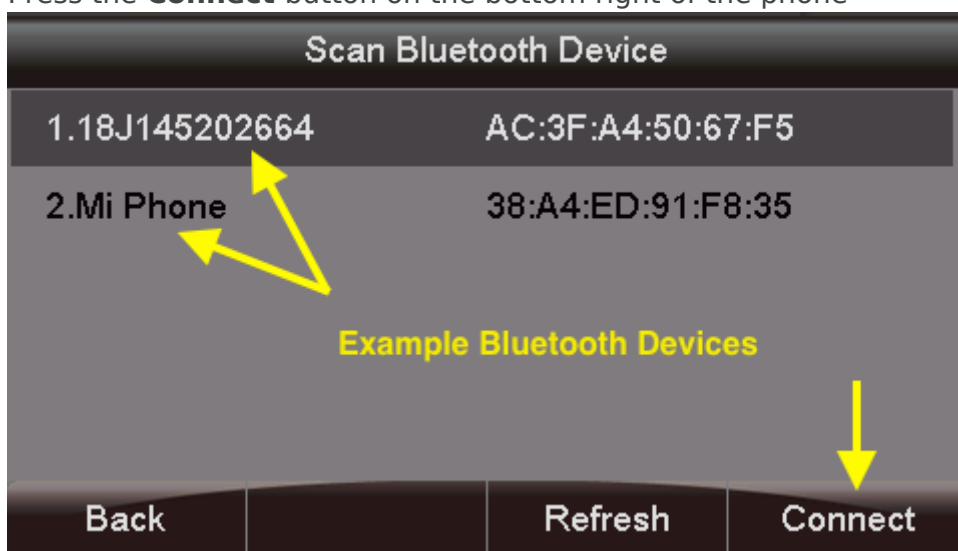 Press the Connect button on the bottom right of the phone
Scan Bluetooth Device
1.18J145202664 AC:3F:A4:50:67:F5
2.Mi Phone 38:A4:ED:91:F8:35
Example Bluetooth Devices
Back Refresh Connect